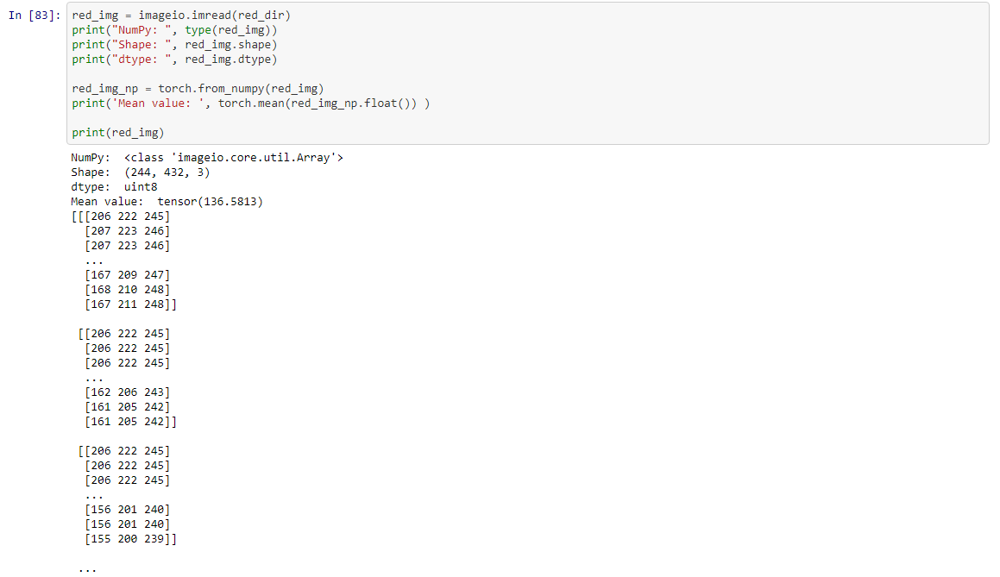 In [83]: red_img = imageio.imread(red_dir)
print("NumPy: ", type(red_img))
print("Shape: ", red_img.shape)
print("dtype: ", red_img.dtype)

red_img_np = torch.from_numpy(red_img)
print('Mean value: ', torch.mean(red_img_np.float()) )

print(red_img)
NumPy:  <class 'imageio.core.util.Array'>
Shape:  (244, 432, 3)
dtype:  uint8
Mean value:  tensor(136.5813)
[[[206 222 245]
  [207 223 246]
  [207 223 246]
  ...
  [167 209 247]
  [168 210 248]
  [167 211 248]]

 [[206 222 245]
  [206 222 245]
  [206 222 245]
  ...
  [162 206 243]
  [161 205 242]
  [161 205 242]]

 [[206 222 245]
  [206 222 245]
  [206 222 245]
  ...
  [156 201 240]
  [156 201 240]
  [155 200 239]]

 ...